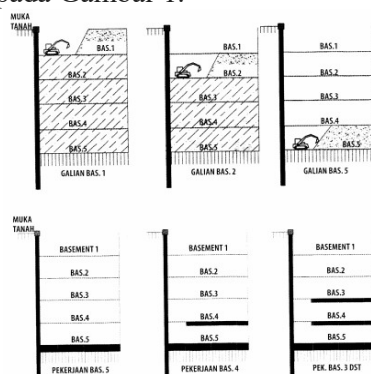 pada Gambar 1.
MUKA
TANAH
BAS.1
BAS.2
BAS.3
BAS.4
BAS.5
GALIAN BAS. 1
BAS.1
BAS.2
BAS.3
BAS.4
BAS.5
GALIAN BAS. 2
BAS.1
BAS.2
BAS.3
BAS.4
BAS.5
GALIAN BAS. 5
MUKA
TANAH
BASEMENT 1
BAS.2
BAS.3
BAS.4
BAS.5
PEKERJAAN BAS. 5
BASEMENT 1
BAS.2
BAS.3
BAS.4
BAS.5
PEKERJAAN BAS. 4
BASEMENT 1
BAS.2
BAS.3
BAS.4
BAS.5
PEK. BAS. 3 DST